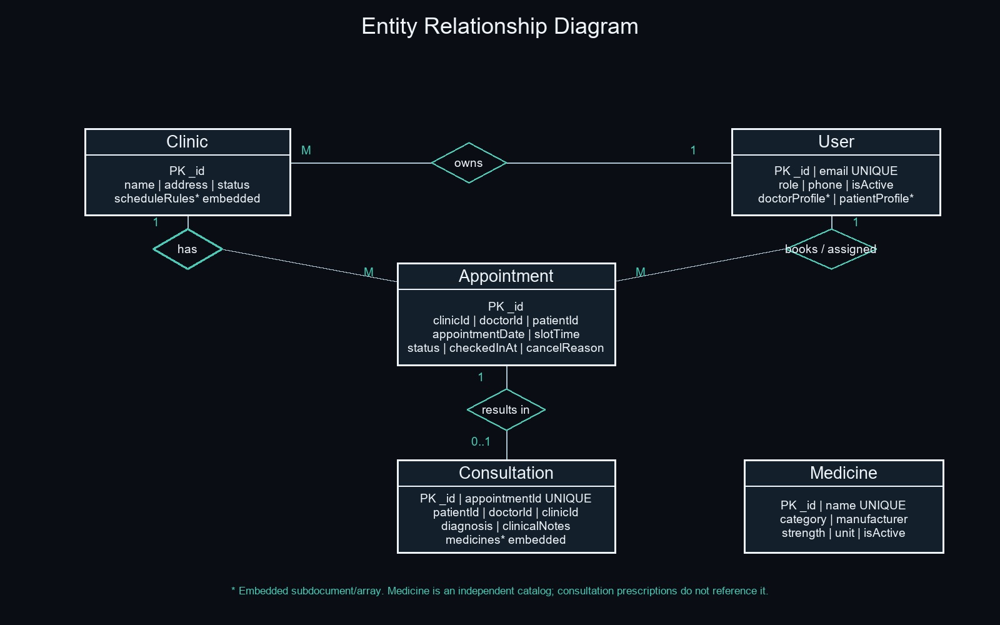 Entity Relationship Diagram
Clinic
PK _id
name | address | status
scheduleRules* embedded
M
owns
1
User
PK _id | email UNIQUE
role | phone | isActive
doctorProfile* | patientProfile*
1
has
M
1
books / assigned
M
Appointment
PK _id
clinicId | doctorId | patientId
appointmentDate | slotTime
status | checkedInAt | cancelReason
1
results in
0..1
Consultation
PK _id | appointmentId UNIQUE
patientId | doctorId | clinicId
diagnosis | clinicalNotes
medicines* embedded
Medicine
PK _id | name UNIQUE
category | manufacturer
strength | unit | isActive
* Embedded subdocument/array. Medicine is an independent catalog; consultation prescriptions do not reference it.